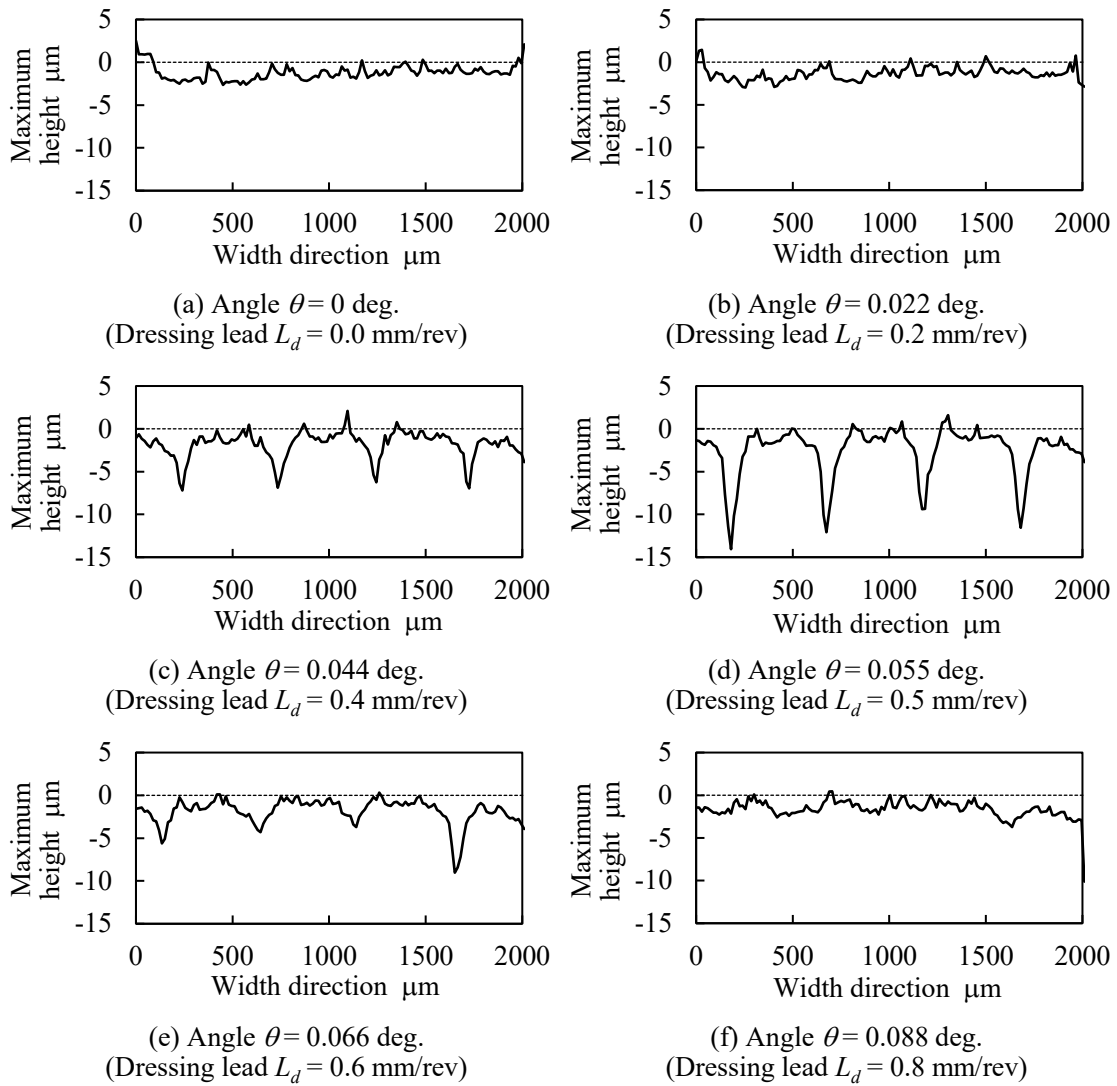 Maximum
height μm
5
0
-5
-10
-15
0 500 1000 1500 2000
Width direction μm
(a) Angle θ = 0 deg.
(Dressing lead L_d = 0.0 mm/rev)
Maximum
height μm
5
0
-5
-10
-15
0 500 1000 1500 2000
Width direction μm
(b) Angle θ = 0.022 deg.
(Dressing lead L_d = 0.2 mm/rev)
Maximum
height μm
5
0
-5
-10
-15
0 500 1000 1500 2000
Width direction μm
(c) Angle θ = 0.044 deg.
(Dressing lead L_d = 0.4 mm/rev)
Maximum
height μm
5
0
-5
-10
-15
0 500 1000 1500 2000
Width direction μm
(d) Angle θ = 0.055 deg.
(Dressing lead L_d = 0.5 mm/rev)
Maximum
height μm
5
0
-5
-10
-15
0 500 1000 1500 2000
Width direction μm
(e) Angle θ = 0.066 deg.
(Dressing lead L_d = 0.6 mm/rev)
Maximum
height μm
5
0
-5
-10
-15
0 500 1000 1500 2000
Width direction μm
(f) Angle θ = 0.088 deg.
(Dressing lead L_d = 0.8 mm/rev)